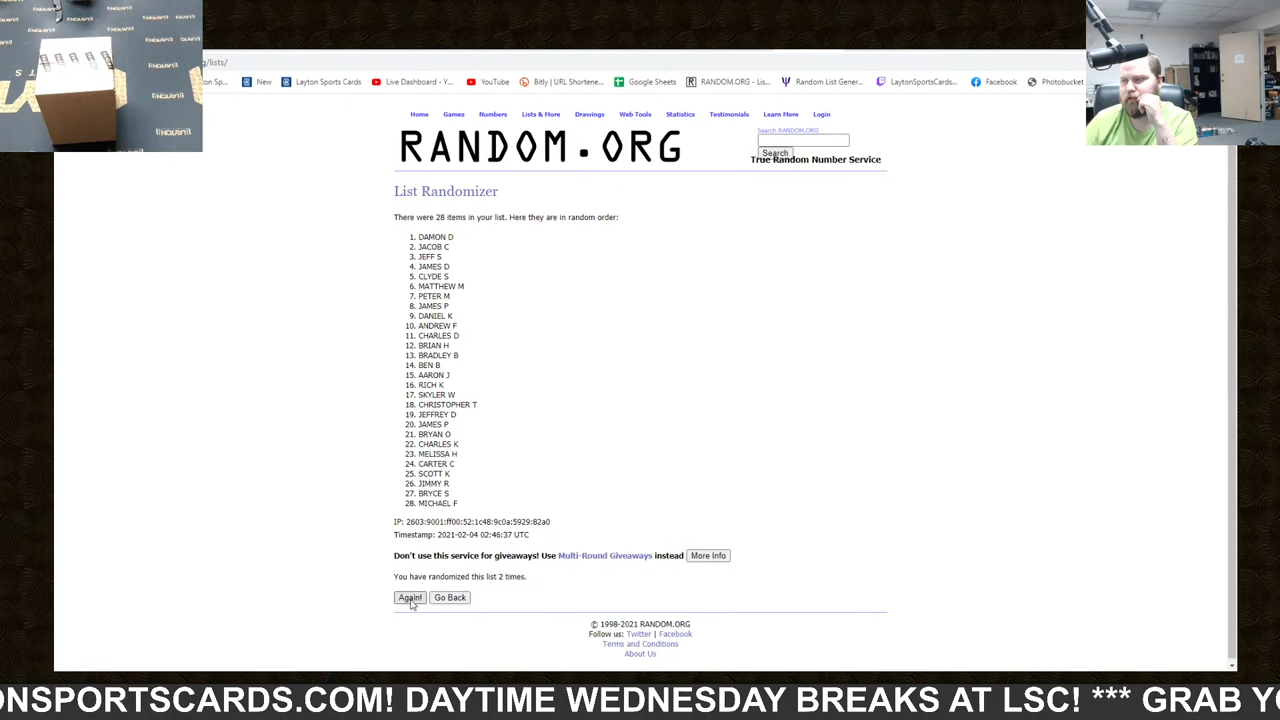 g/lists/
on Sp...
New
Layton Sports Cards
Live Dashboard - Y...
YouTube
Bitly | URL Shortene...
Google Sheets
RANDOM.ORG - Lis...
Random List Gener...
LaytonSportsCards...
Facebook
Photobucket
Home Games Numbers Lists & More Drawings Web Tools Statistics Testimonials Learn More Login
RANDOM.ORG
Search RANDOM.ORG
Search
True Random Number Service
List Randomizer
There were 28 items in your list. Here they are in random order:
1. DAMON D
2. JACOB C
3. JEFF S
4. JAMES D
5. CLYDE S
6. MATTHEW M
7. PETER M
8. JAMES P
9. DANIEL K
10. ANDREW F
11. CHARLES D
12. BRIAN H
13. BRADLEY B
14. BEN B
15. AARON J
16. RICH K
17. SKYLER W
18. CHRISTOPHER T
19. JEFFREY D
20. JAMES P
21. BRYAN O
22. CHARLES K
23. MELISSA H
24. CARTER C
25. SCOTT K
26. JIMMY R
27. BRYCE S
28. MICHAEL F
IP: 2603:9001:ff00:52:1c48:9c0a:5929:82a0
Timestamp: 2021-02-04 02:46:37 UTC
Don't use this service for giveaways! Use Multi-Round Giveaways instead More Info
You have randomized this list 2 times.
Again! Go Back
© 1998-2021 RANDOM.ORG
Follow us: Twitter | Facebook
Terms and Conditions
About Us
ONSPORTSCARDS.COM! DAYTIME WEDNESDAY BREAKS AT LSC! *** GRAB YO